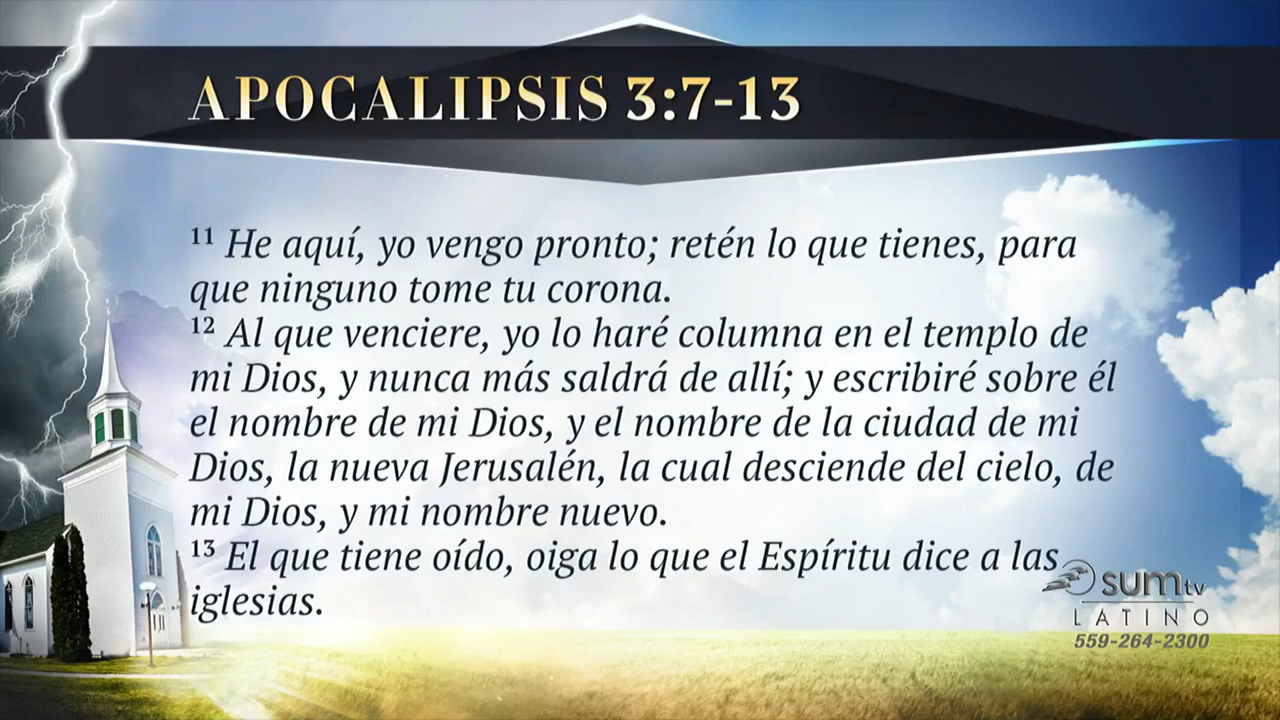 APOCALIPSIS 3:7-13
¹¹ He aquí, yo vengo pronto; retén lo que tienes, para
que ninguno tome tu corona.
¹² Al que venciere, yo lo haré columna en el templo de
mi Dios, y nunca más saldrá de allí; y escribiré sobre él
el nombre de mi Dios, y el nombre de la ciudad de mi
Dios, la nueva Jerusalén, la cual desciende del cielo, de
mi Dios, y mi nombre nuevo.
¹³ El que tiene oído, oiga lo que el Espíritu dice a las
iglesias.
sumtv
LATINO
559-264-2300